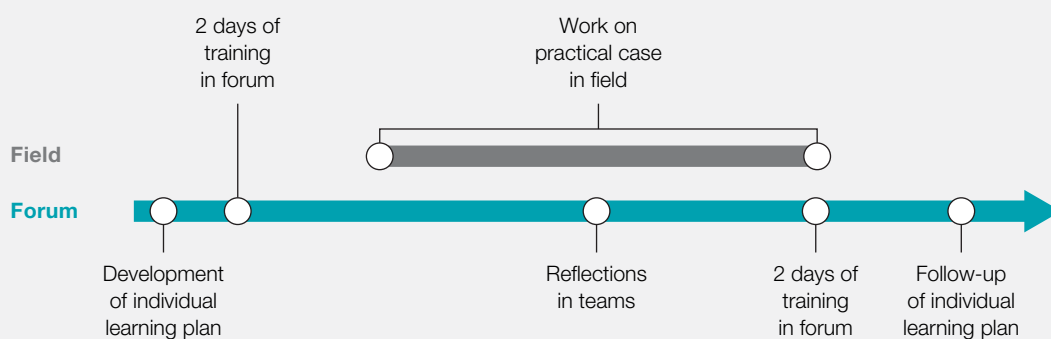 2 days of
training
in forum
Work on
practical case
in field
Field
Forum
Development
of individual
learning plan
Reflections
in teams
2 days of
training
in forum
Follow-up
of individual
learning plan